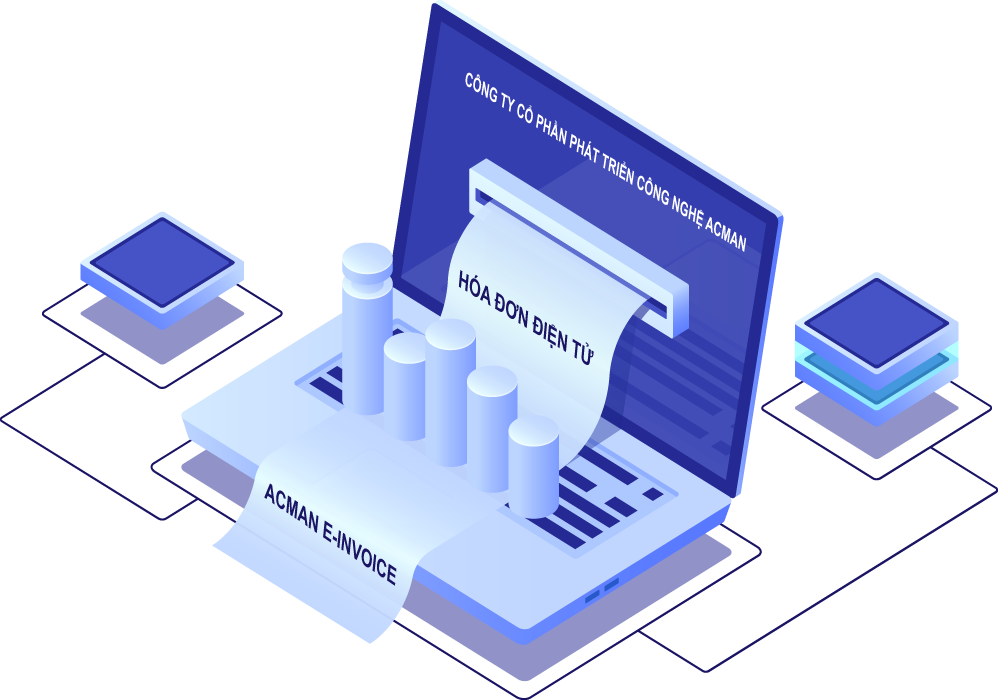 CÔNG TY CỔ PHẦN PHÁT TRIỂN CÔNG NGHỆ ACMAN
HÓA ĐƠN ĐIỆN TỬ
ACMAN E-INVOICE